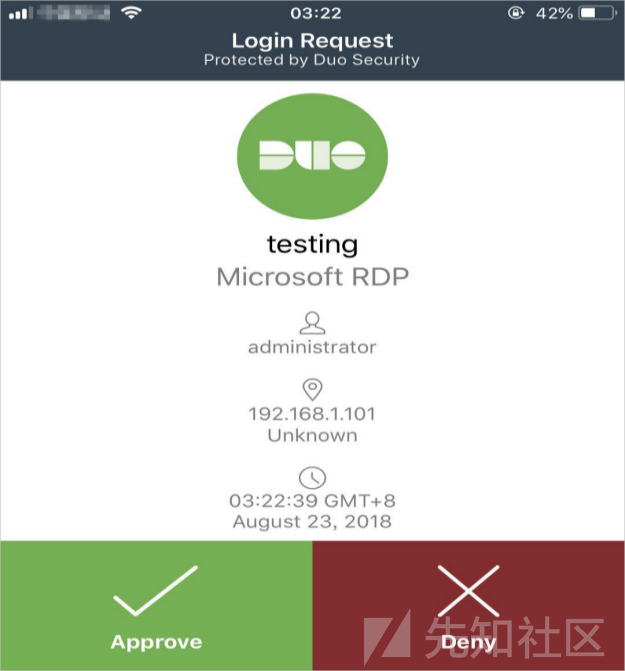 03:22
42%
Login Request
Protected by Duo Security
DUO
testing
Microsoft RDP
administrator
192.168.1.101
Unknown
03:22:39 GMT+8
August 23, 2018
Approve
Deny
先知社区